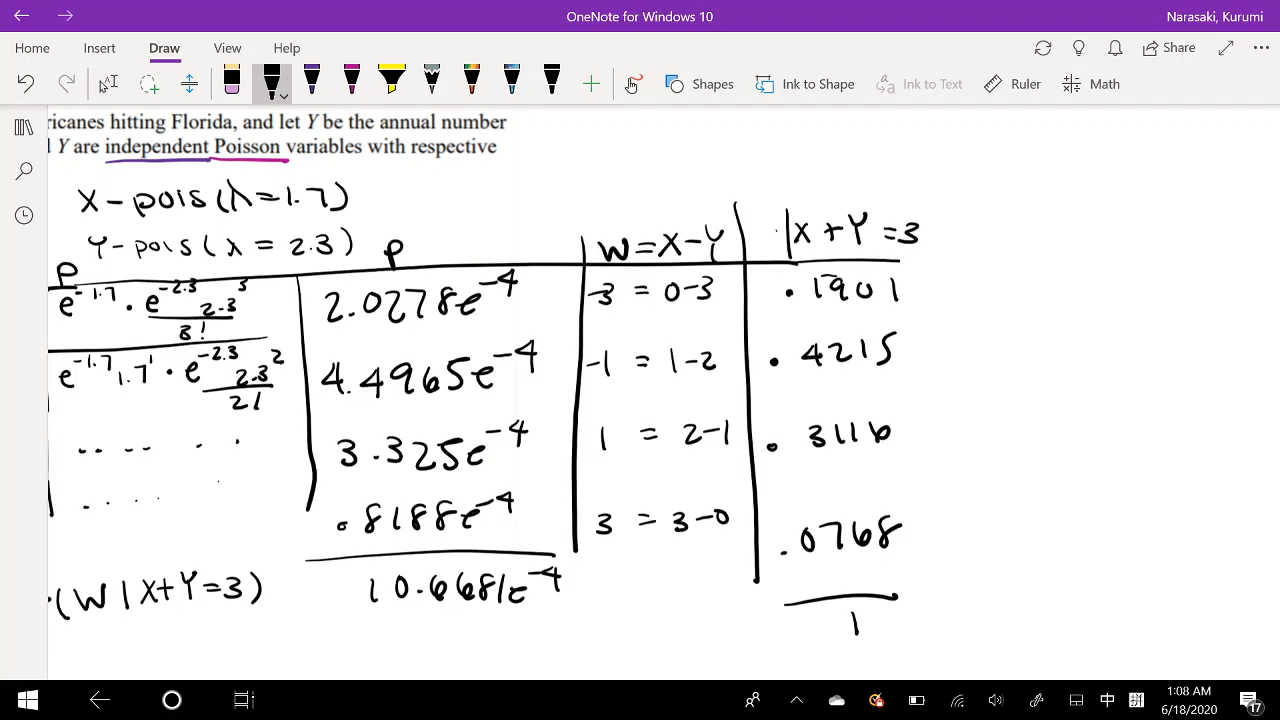 OneNote for Windows 10
Narasaki, Kurumi
Home Insert Draw View Help
Share
Shapes Ink to Shape Ink to Text Ruler Math
icanes hitting Florida, and let Y be the annual number
Y are independent Poisson variables with respective
X - pois(λ=1.7)
Y - pois(λ = 2.3)
P P W=X-Y |X+Y=3
e^-1.7 · e^-2.3 2.3^3 / 3! 2.0278e^-4 -3 = 0-3 .1901
e^-1.7 1.7^1 · e^-2.3 2.3^2 / 2! 4.4965e^-4 -1 = 1-2 .4215
3.325e^-4 1 = 2-1 .3116
.8188e^-4 3 = 3-0 .0768
(W | X+Y=3) 10.6681e^-4 1
中 拼
1:08 AM
6/18/2020
17